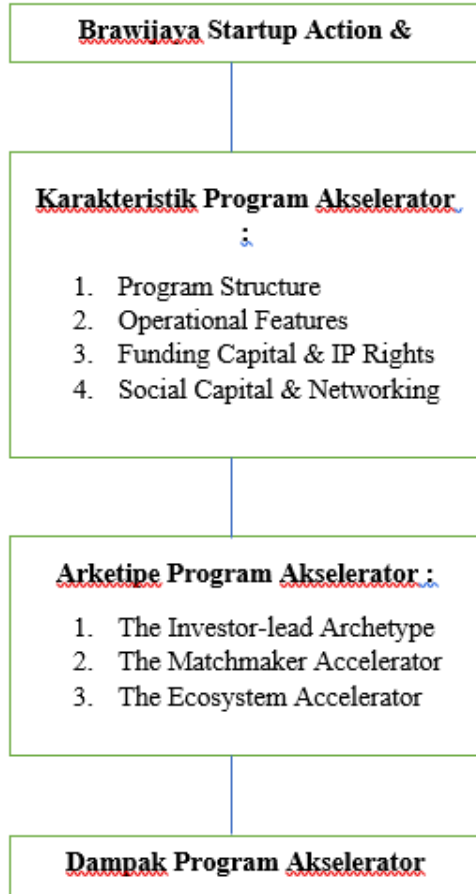 Brawijaya Startup Action &
Karakteristik Program Akselerator
:
1. Program Structure
2. Operational Features
3. Funding Capital & IP Rights
4. Social Capital & Networking
Arketipe Program Akselerator :
1. The Investor-lead Archetype
2. The Matchmaker Accelerator
3. The Ecosystem Accelerator
Dampak Program Akselerator